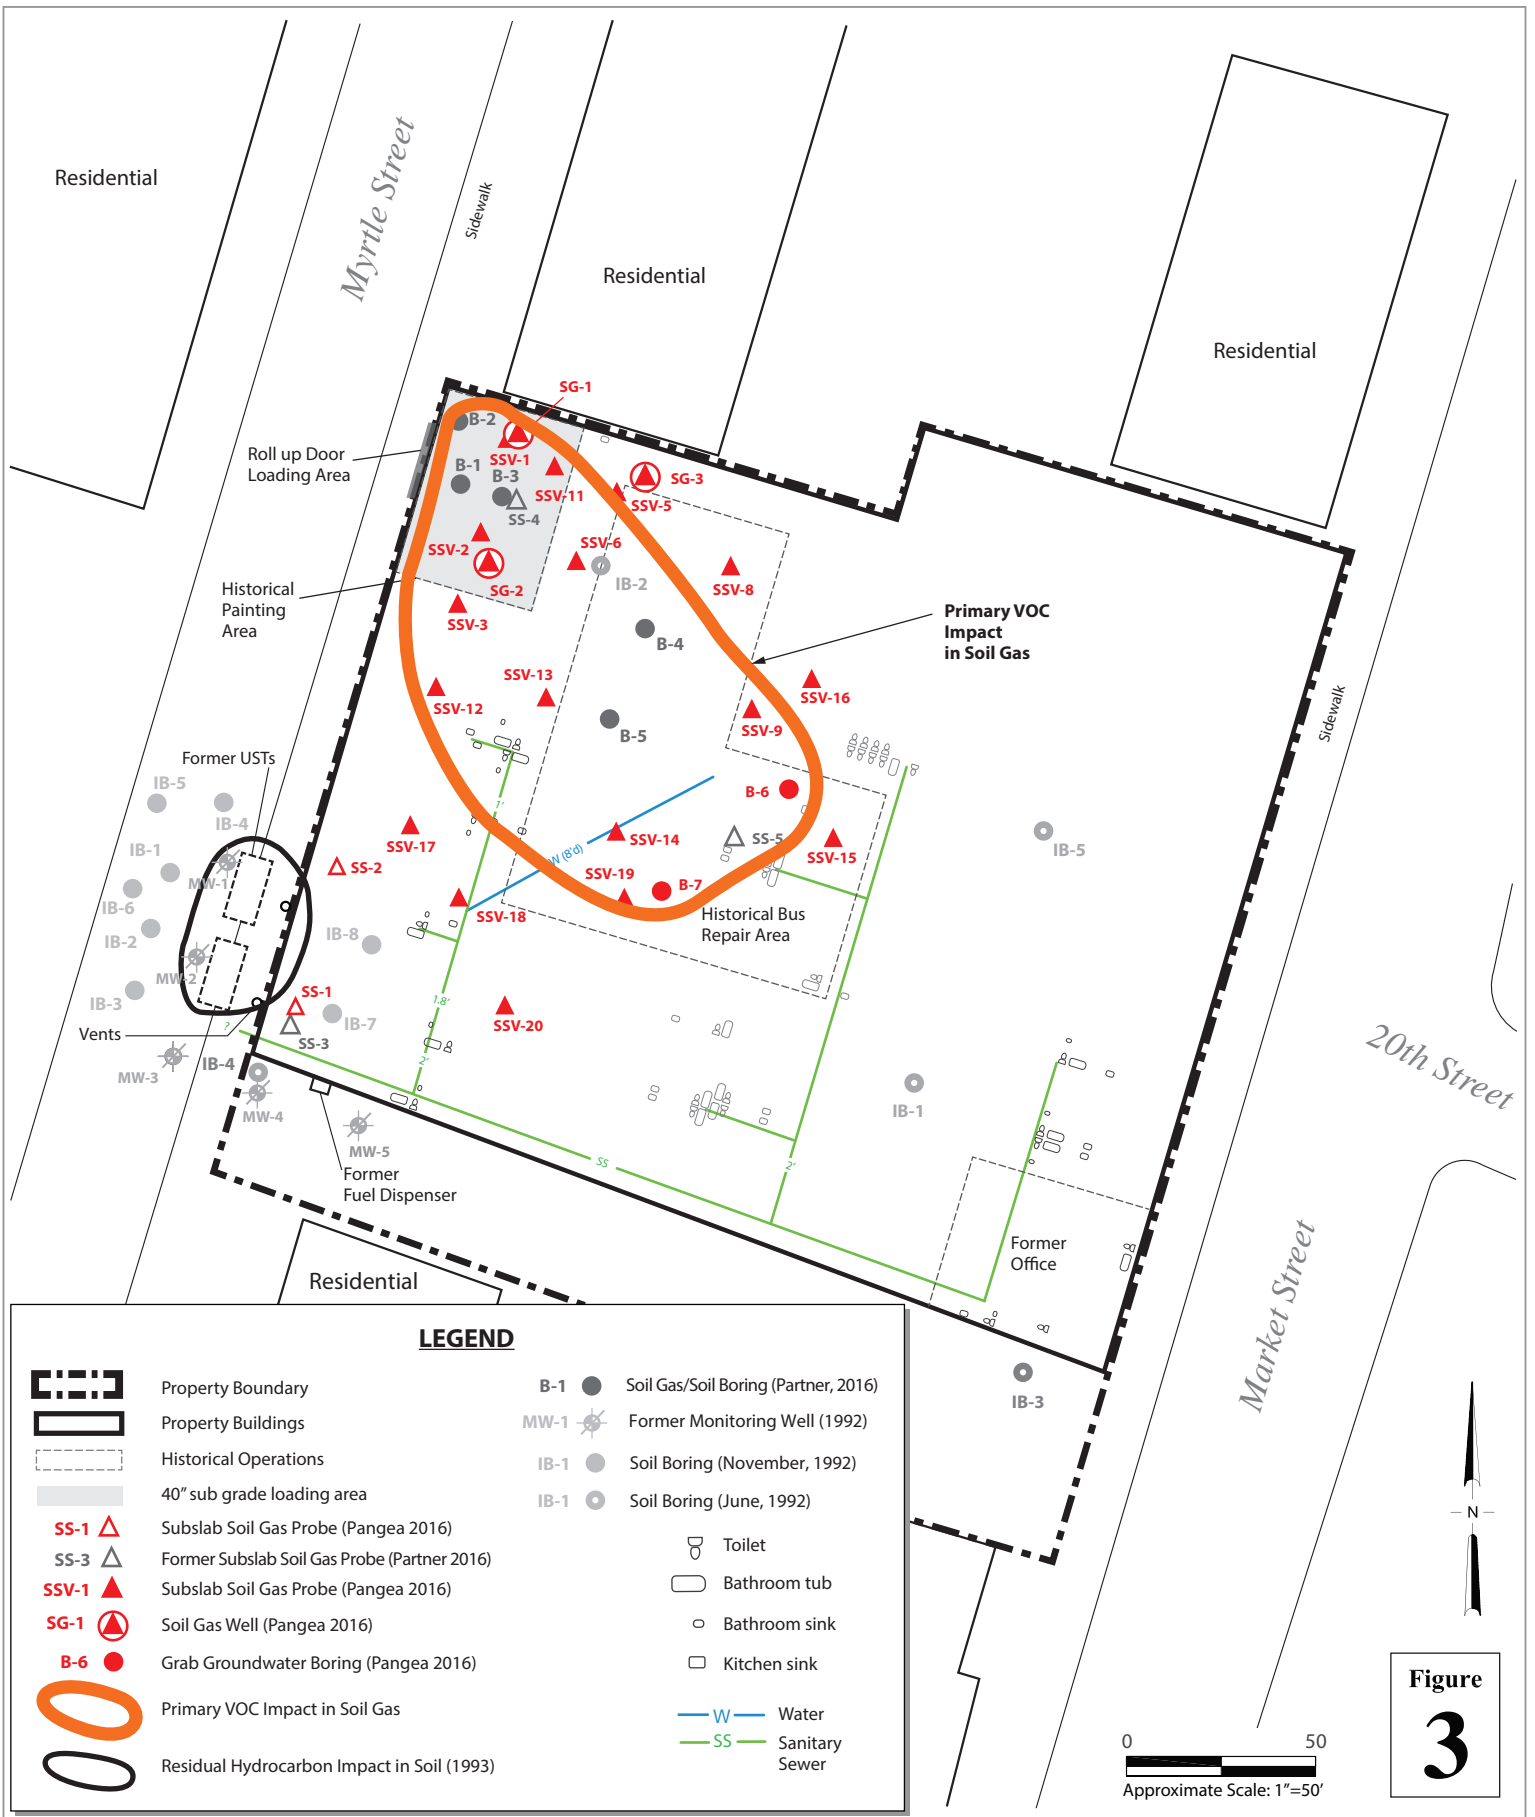 Residential
Myrtle Street
Sidewalk
Residential
Residential
SG-1
B-2
Roll up Door
Loading Area
SSV-1
B-1
B-3
SSV-11
SS-4
SG-3
SSV-5
SSV-2
SSV-6
IB-2
SG-2
SSV-8
Historical
Painting
Area
SSV-3
B-4
Primary VOC
Impact
in Soil Gas
SSV-13
SSV-12
SSV-16
SSV-9
B-5
Sidewalk
Former USTs
IB-5
IB-4
B-6
1'
SSV-17
SSV-14
SS-5
SSV-15
IB-5
IB-1
MW-1
SS-2
W (8'd)
SSV-19
B-7
IB-6
SSV-18
Historical Bus
Repair Area
IB-2
IB-8
MW-2
IB-3
SS-1
1.8'
IB-7
SSV-20
Vents
?
SS-3
20th Street
MW-3
IB-4
2'
MW-4
IB-1
MW-5
SS
2'
Former
Fuel Dispenser
Former
Office
Residential
Market Street
IB-3
LEGEND
Property Boundary
Property Buildings
Historical Operations
40" sub grade loading area
SS-1 Subslab Soil Gas Probe (Pangea 2016)
SS-3 Former Subslab Soil Gas Probe (Partner 2016)
SSV-1 Subslab Soil Gas Probe (Pangea 2016)
SG-1 Soil Gas Well (Pangea 2016)
B-6 Grab Groundwater Boring (Pangea 2016)
Primary VOC Impact in Soil Gas
Residual Hydrocarbon Impact in Soil (1993)
B-1 Soil Gas/Soil Boring (Partner, 2016)
MW-1 Former Monitoring Well (1992)
IB-1 Soil Boring (November, 1992)
IB-1 Soil Boring (June, 1992)
Toilet
Bathroom tub
Bathroom sink
Kitchen sink
W Water
SS Sanitary
Sewer
N
0 50
Approximate Scale: 1"=50'
Figure
3